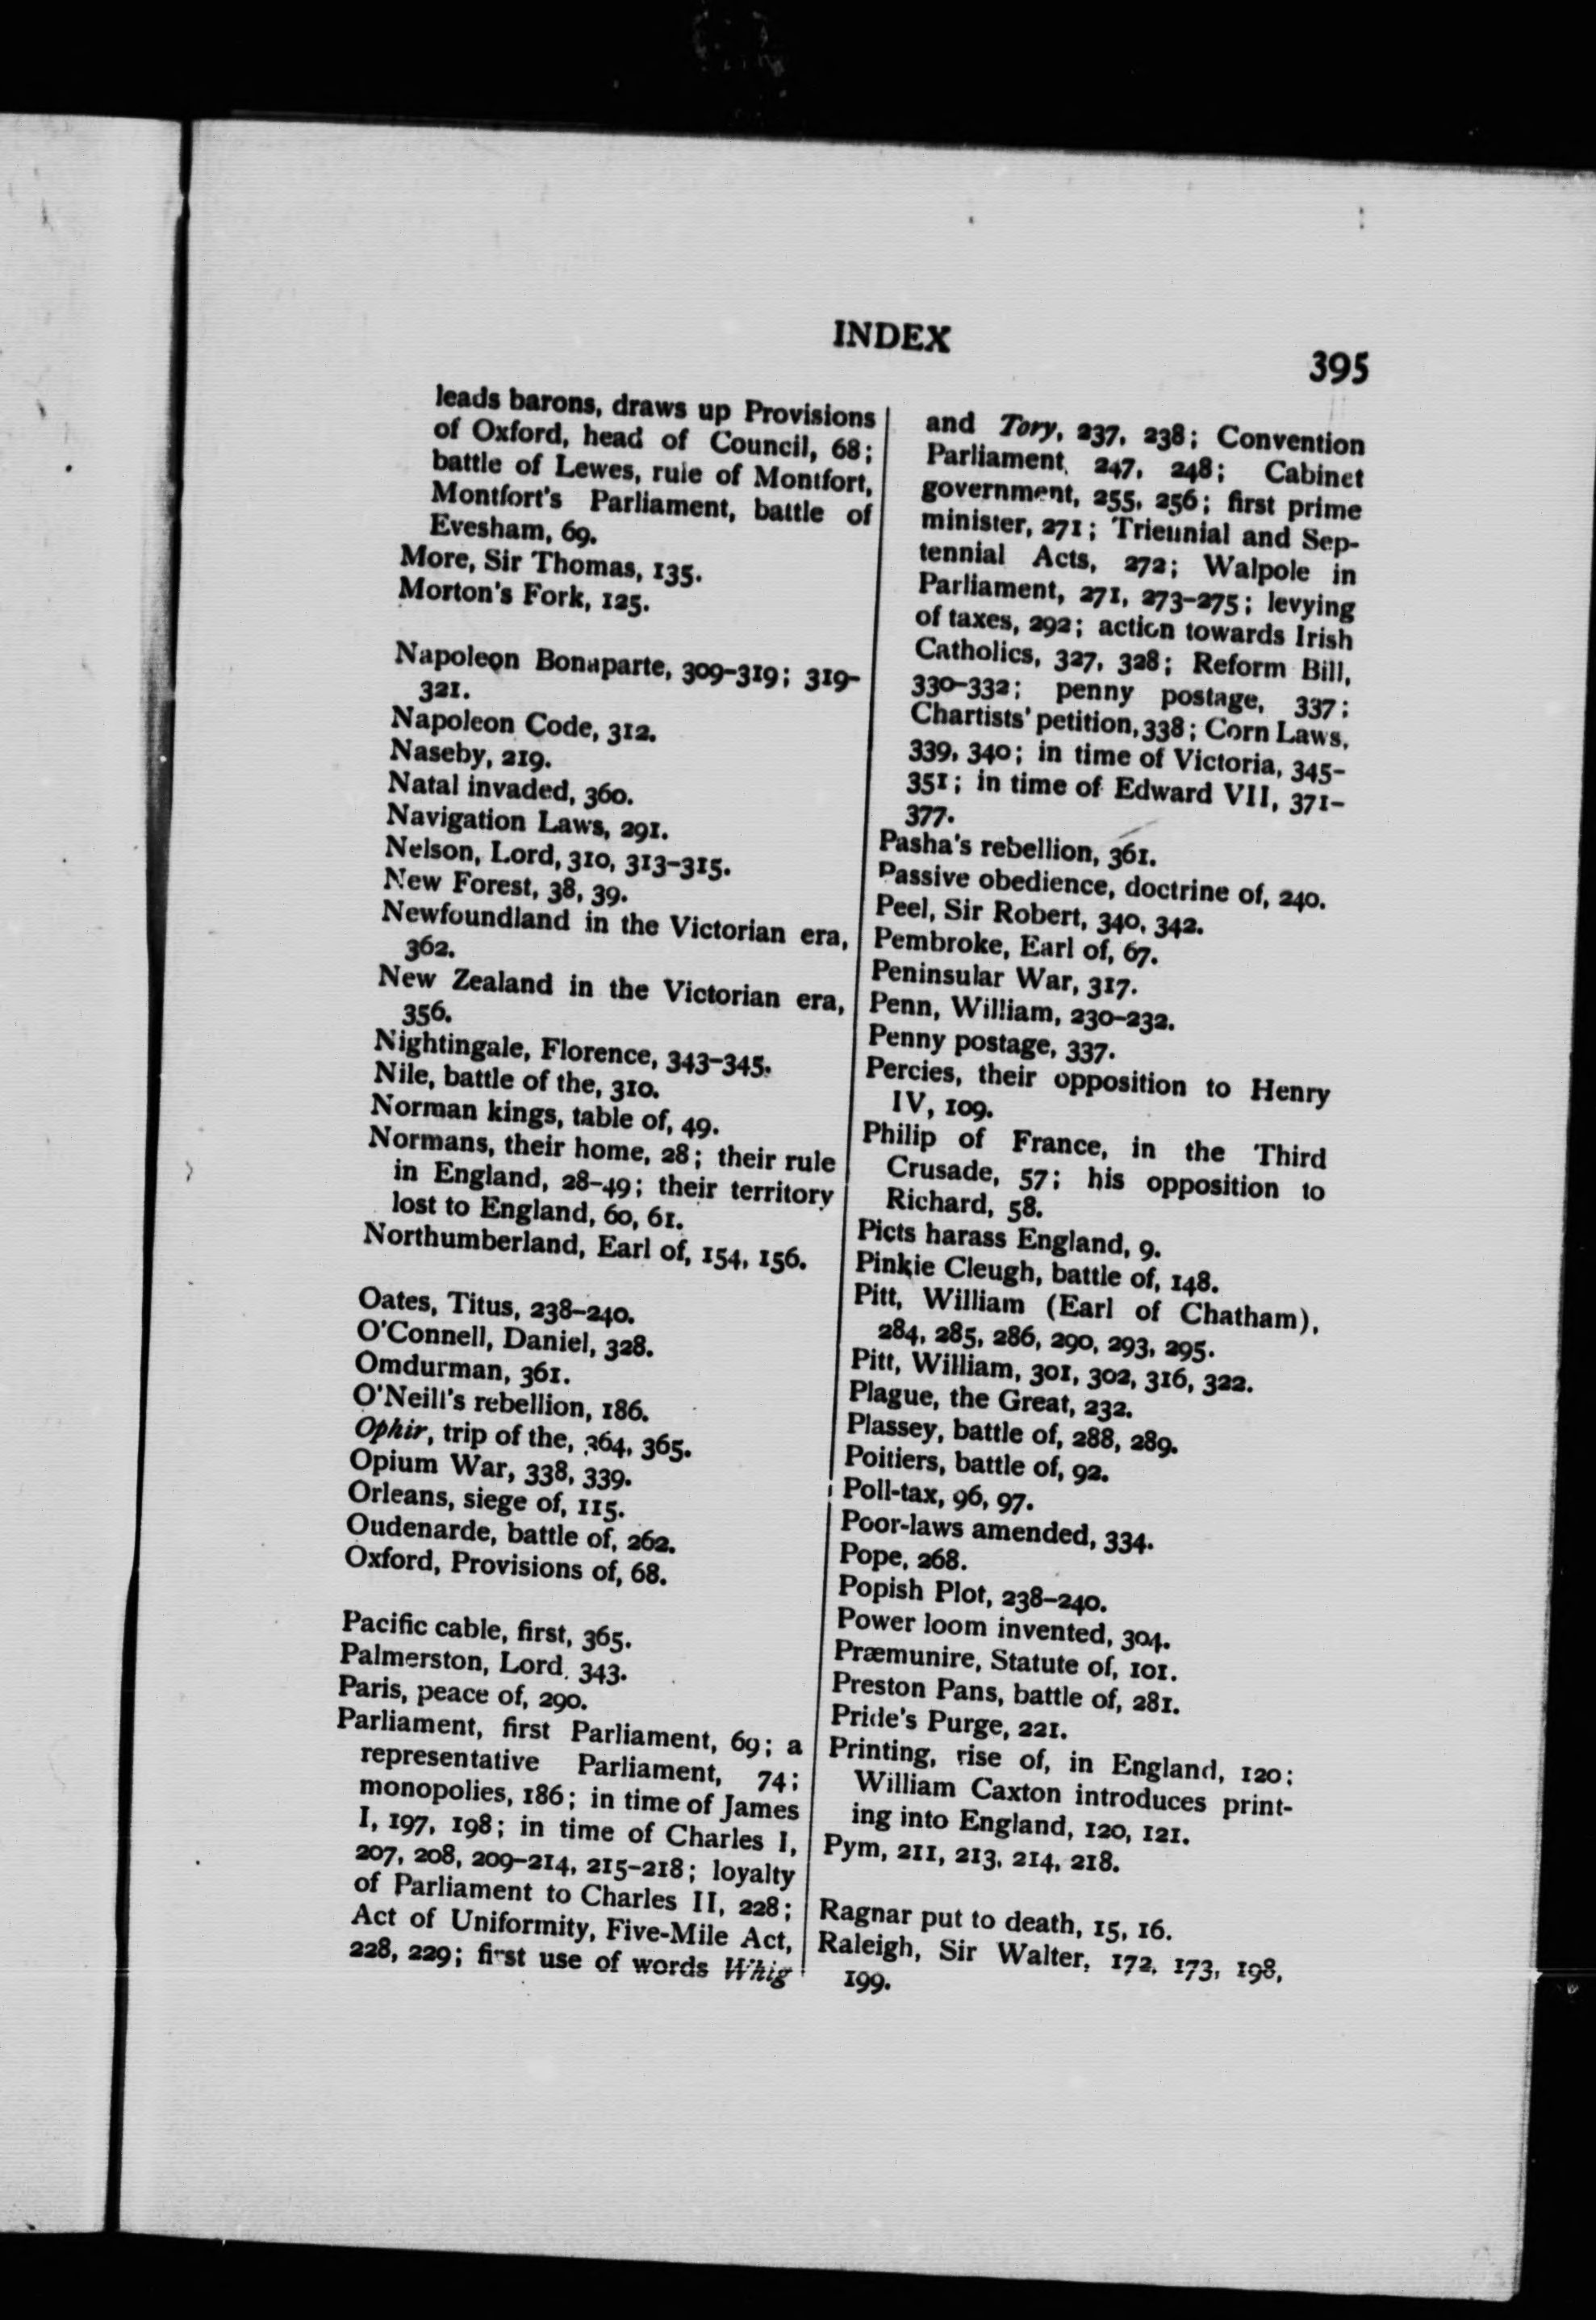 INDEX
395
leads barons, draws up Provisions
of Oxford, head of Council, 68;
battle of Lewes, rule of Montfort,
Montfort's Parliament, battle of
Evesham, 69.
More, Sir Thomas, 135.
Morton's Fork, 125.
Napoleon Bonaparte, 309-319; 319-
321.
Napoleon Code, 312.
Naseby, 219.
Natal invaded, 360.
Navigation Laws, 291.
Nelson, Lord, 310, 313-315.
New Forest, 38, 39.
Newfoundland in the Victorian era,
362.
New Zealand in the Victorian era,
356.
Nightingale, Florence, 343-345.
Nile, battle of the, 310.
Norman kings, table of, 49.
Normans, their home, 28; their rule
in England, 28-49; their territory
lost to England, 60, 61.
Northumberland, Earl of, 154, 156.
Oates, Titus, 238-240.
O'Connell, Daniel, 328.
Omdurman, 361.
O'Neill's rebellion, 186.
Ophir, trip of the, 364, 365.
Opium War, 338, 339.
Orleans, siege of, 115.
Oudenarde, battle of, 262.
Oxford, Provisions of, 68.
Pacific cable, first, 365.
Palmerston, Lord, 343.
Paris, peace of, 290.
Parliament, first Parliament, 69; a
representative Parliament, 74;
monopolies, 186; in time of James
I, 197, 198; in time of Charles I,
207, 208, 209-214, 215-218; loyalty
of Parliament to Charles II, 228;
Act of Uniformity, Five-Mile Act,
228, 229; first use of words Whig
and Tory, 237, 238; Convention
Parliament, 247, 248; Cabinet
government, 255, 256; first prime
minister, 271; Triennial and Sep-
tennial Acts, 272; Walpole in
Parliament, 271, 273-275; levying
of taxes, 292; action towards Irish
Catholics, 327, 328; Reform Bill,
330-332; penny postage, 337;
Chartists' petition, 338; Corn Laws,
339, 340; in time of Victoria, 345-
351; in time of Edward VII, 371-
377.
Pasha's rebellion, 361.
Passive obedience, doctrine of, 240.
Peel, Sir Robert, 340, 342.
Pembroke, Earl of, 67.
Peninsular War, 317.
Penn, William, 230-232.
Penny postage, 337.
Percies, their opposition to Henry
IV, 109.
Philip of France, in the Third
Crusade, 57; his opposition to
Richard, 58.
Picts harass England, 9.
Pinkie Cleugh, battle of, 148.
Pitt, William (Earl of Chatham),
284, 285, 286, 290, 293, 295.
Pitt, William, 301, 302, 316, 322.
Plague, the Great, 232.
Plassey, battle of, 288, 289.
Poitiers, battle of, 92.
Poll-tax, 96, 97.
Poor-laws amended, 334.
Pope, 268.
Popish Plot, 238-240.
Power loom invented, 304.
Præmunire, Statute of, 101.
Preston Pans, battle of, 281.
Pride's Purge, 221.
Printing, rise of, in England, 120;
William Caxton introduces print-
ing into England, 120, 121.
Pym, 211, 213, 214, 218.
Ragnar put to death, 15, 16.
Raleigh, Sir Walter, 172, 173, 198,
199.